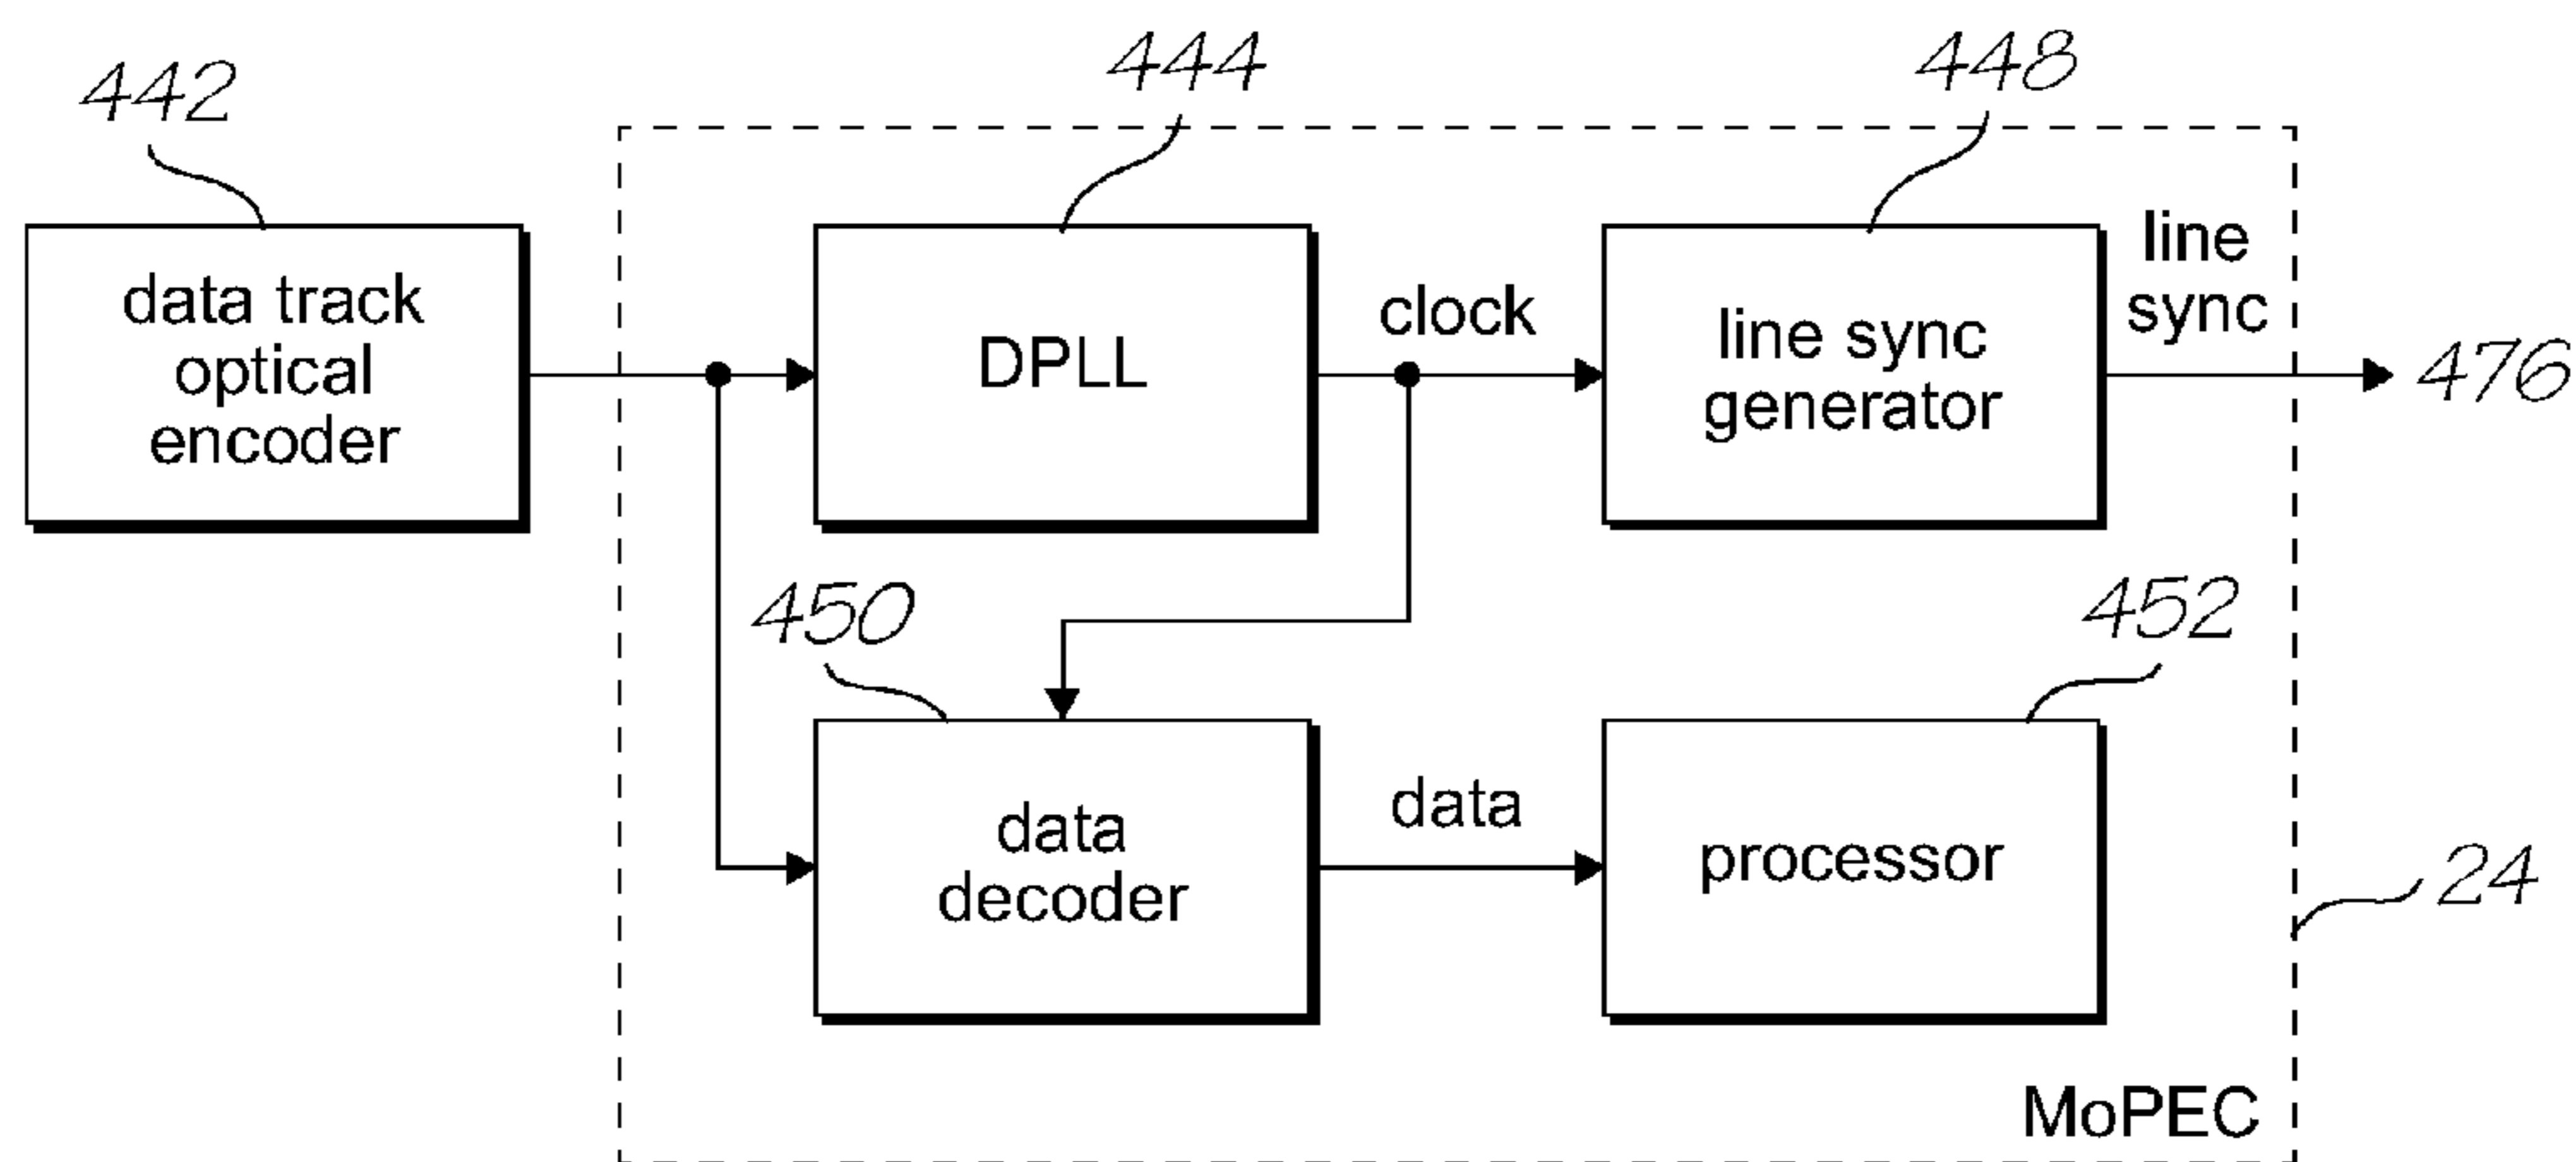 442
444
448
data track
optical
encoder
DPLL
clock
line sync
generator
line
sync
476
450
452
data
decoder
data
processor
24
MoPEC